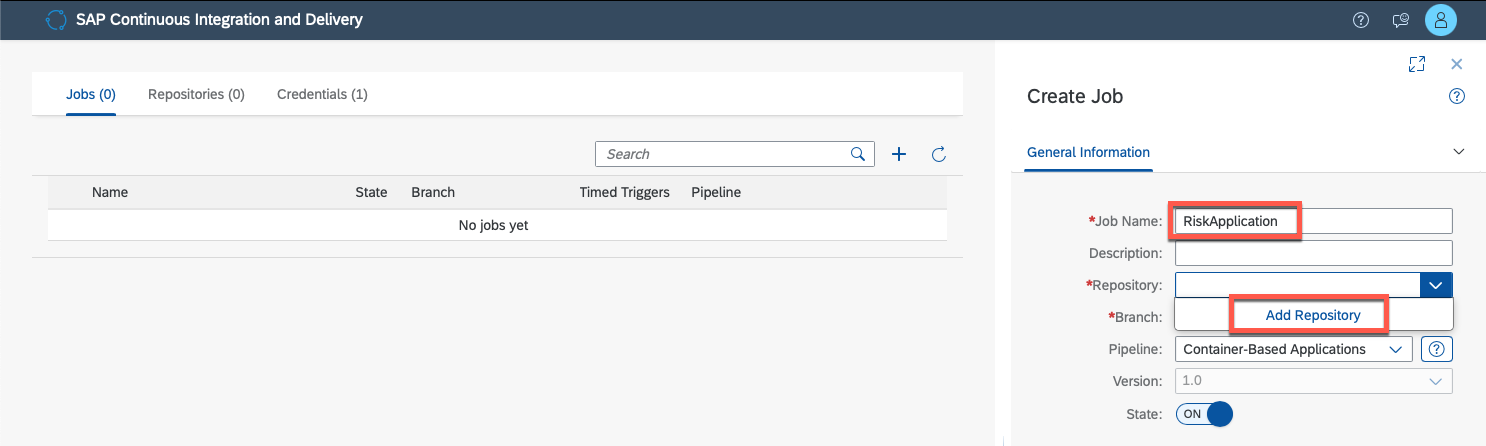 SAP Continuous Integration and Delivery
Jobs (0) Repositories (0) Credentials (1)
Search
Name State Branch Timed Triggers Pipeline
No jobs yet
Create Job
General Information
*Job Name: RiskApplication
Description:
*Repository:
*Branch: Add Repository
Pipeline: Container-Based Applications
Version: 1.0
State: ON